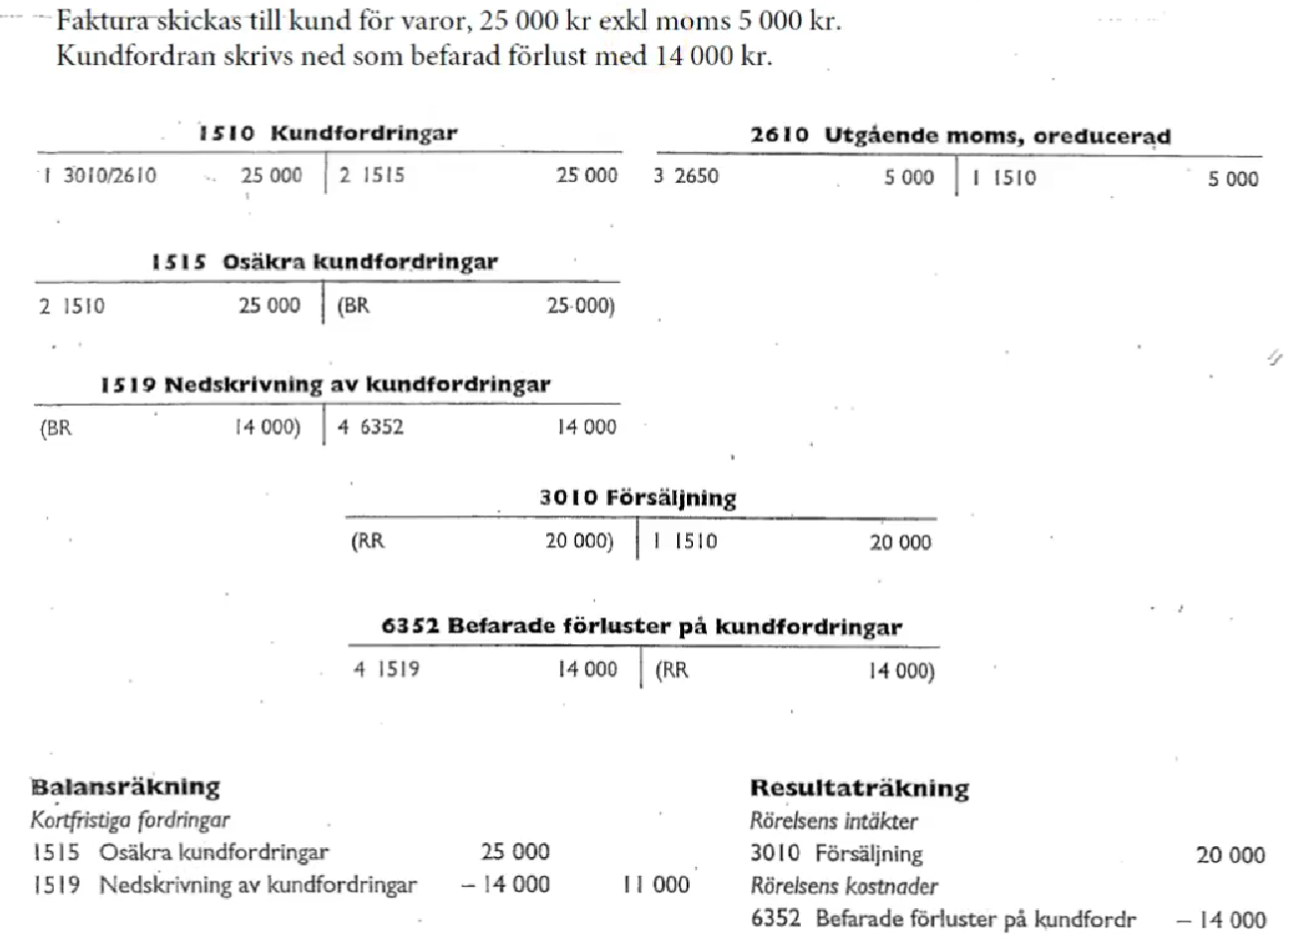 Faktura skickas till kund för varor, 25 000 kr exkl moms 5 000 kr.
Kundfordran skrivs ned som befarad förlust med 14 000 kr.
1510 Kundfordringar
1 3010/2610 25 000 2 1515 25 000
2610 Utgående moms, oreducerad
3 2650 5 000 1 1510 5 000
1515 Osäkra kundfordringar
2 1510 25 000 (BR 25 000)
1519 Nedskrivning av kundfordringar
(BR 14 000) 4 6352 14 000
3010 Försäljning
(RR 20 000) 1 1510 20 000
6352 Befarade förluster på kundfordringar
4 1519 14 000 (RR 14 000)
Balansräkning
Kortfristiga fordringar
1515 Osäkra kundfordringar 25 000
1519 Nedskrivning av kundfordringar – 14 000 11 000
Resultaträkning
Rörelsens intäkter
3010 Försäljning 20 000
Rörelsens kostnader
6352 Befarade förluster på kundfordr – 14 000